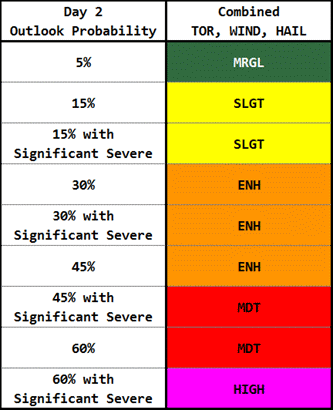 Day 2
Outlook Probability
Combined
TOR, WIND, HAIL
5%
MRGL
15%
SLGT
15% with
Significant Severe
SLGT
30%
ENH
30% with
Significant Severe
ENH
45%
ENH
45% with
Significant Severe
MDT
60%
MDT
60% with
Significant Severe
HIGH